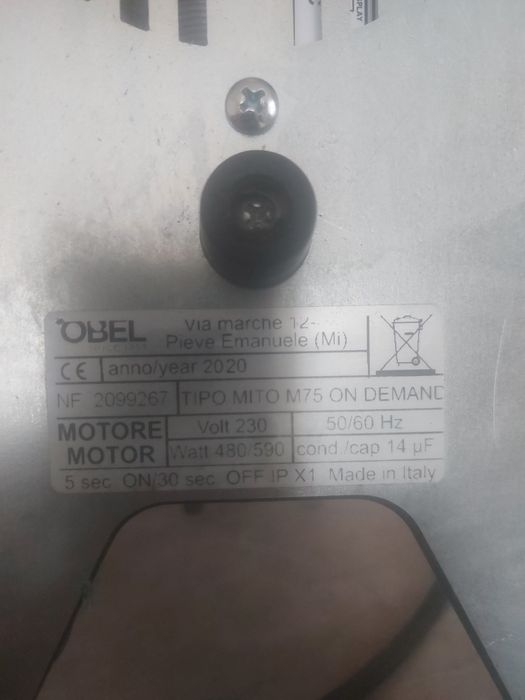 OBEL
Via marche 12-
Pieve Emanuele (Mi)
CE anno/year 2020
NF 2099267 TIPO MITO M75 ON DEMAND
MOTORE Volt 230 50/60 Hz
MOTOR Watt 480/590 cond./cap 14 µF
5 sec. ON/30 sec. OFF IP X1 Made in Italy